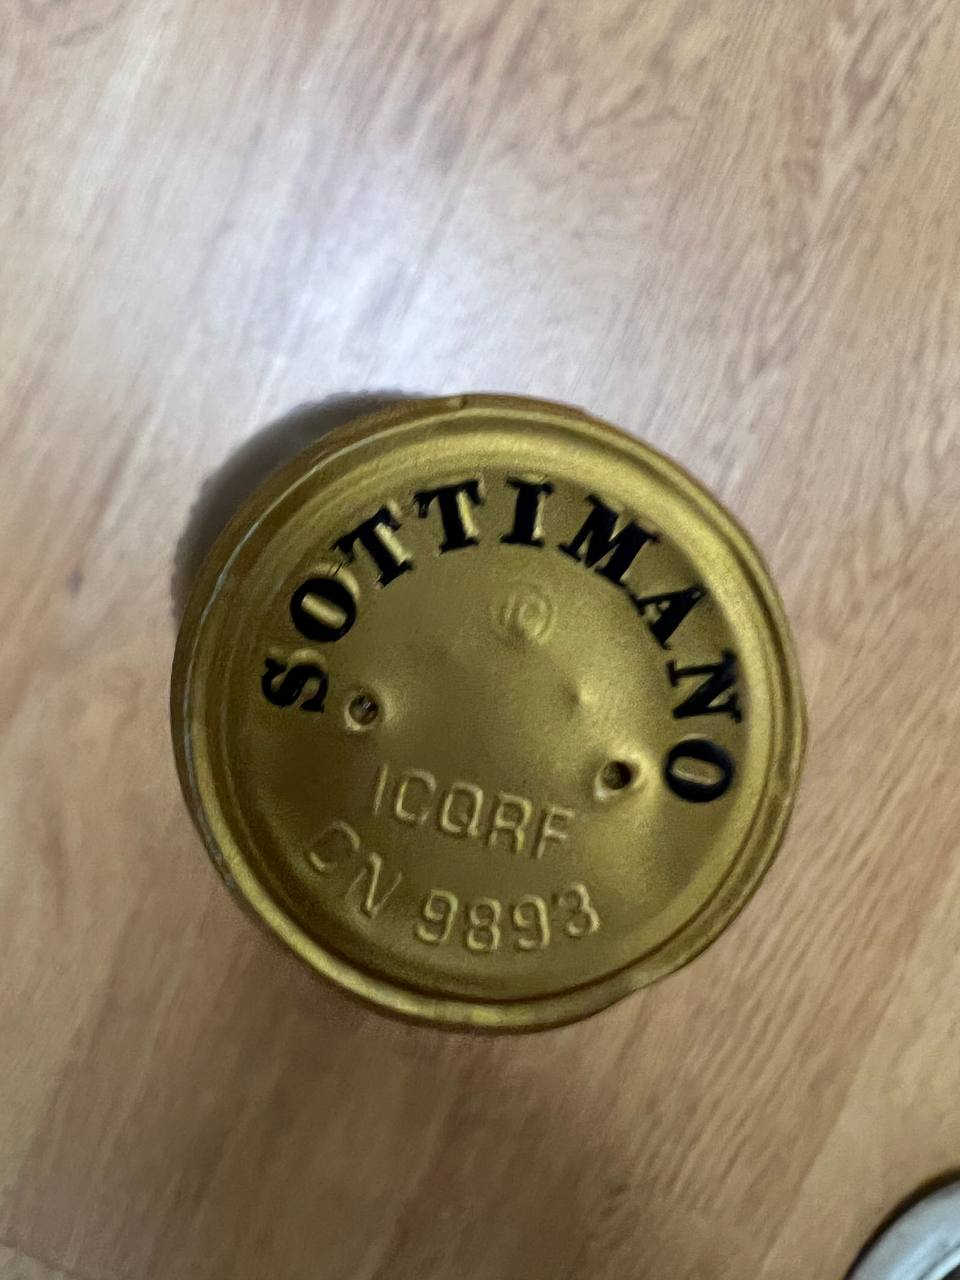 SOTTIMANO
©
ICQRF
CN 9893